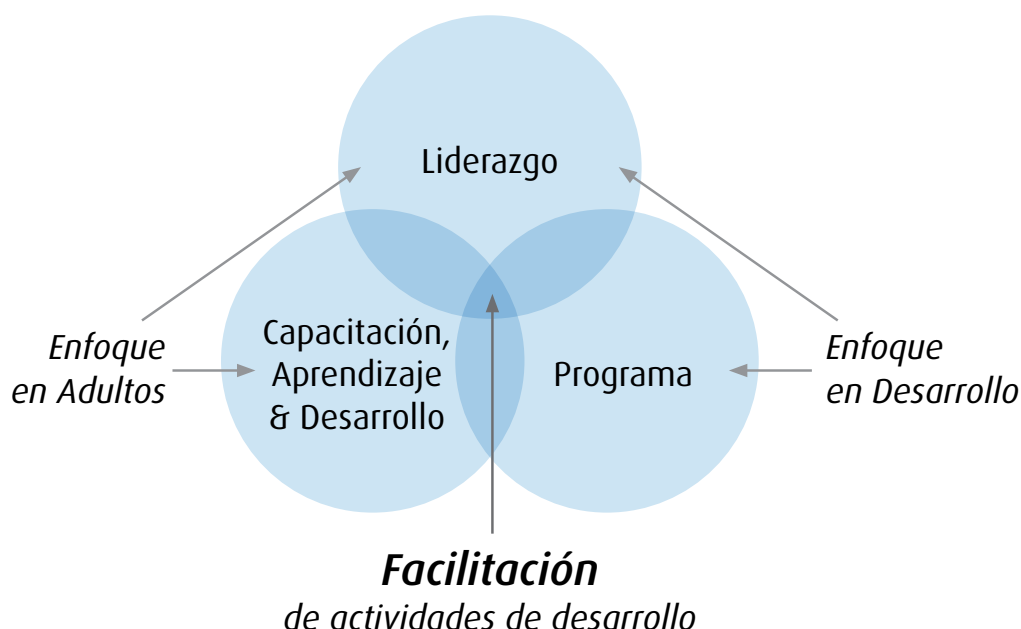 Liderazgo
Enfoque
en Adultos
Capacitación,
Aprendizaje
& Desarrollo
Programa
Enfoque
en Desarrollo
Facilitación
de actividades de desarrollo